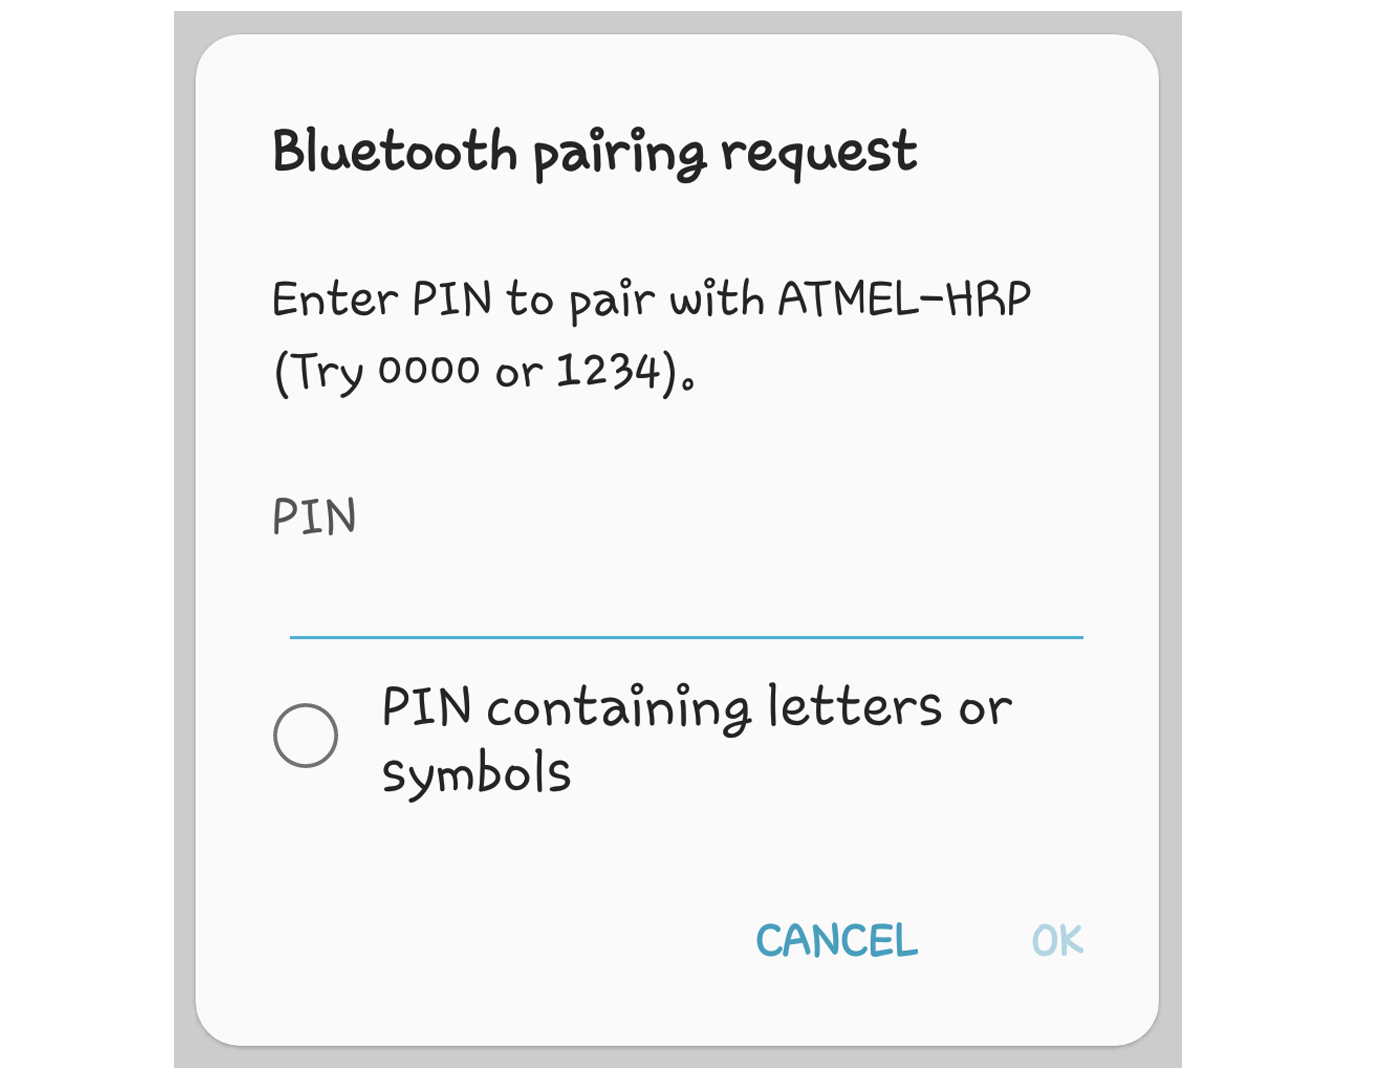 Bluetooth pairing request
Enter PIN to pair with ATMEL-HRP
(Try 0000 or 1234).
PIN
PIN containing letters or
symbols
CANCEL OK